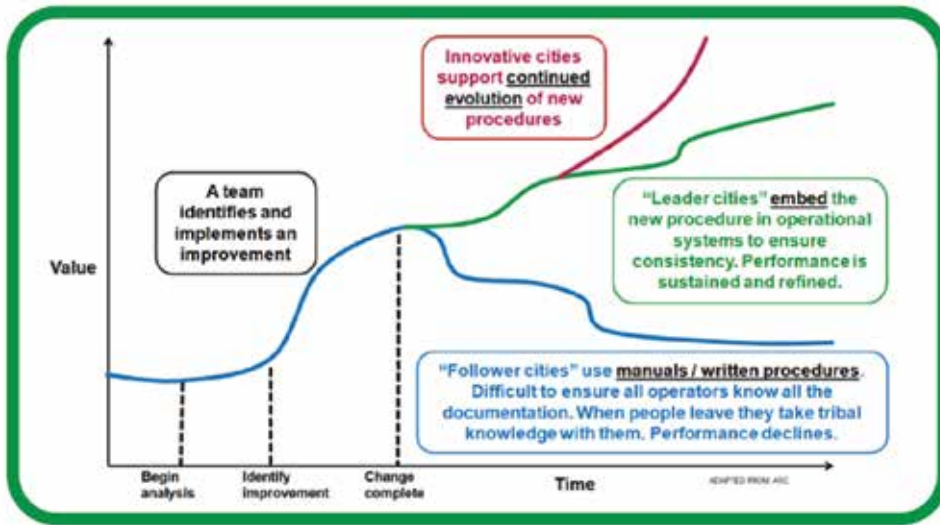 Innovative cities
support continued
evolution of new
procedures
A team
identifies and
implements an
improvement
"Leader cities" embed the
new procedure in operational
systems to ensure
consistency. Performance is
sustained and refined.
Value
"Follower cities" use manuals / written procedures.
Difficult to ensure all operators know all the
documentation. When people leave they take tribal
knowledge with them. Performance declines.
Begin
analysis
Identify
improvement
Change
complete
Time
ADAPTED FROM: ARC